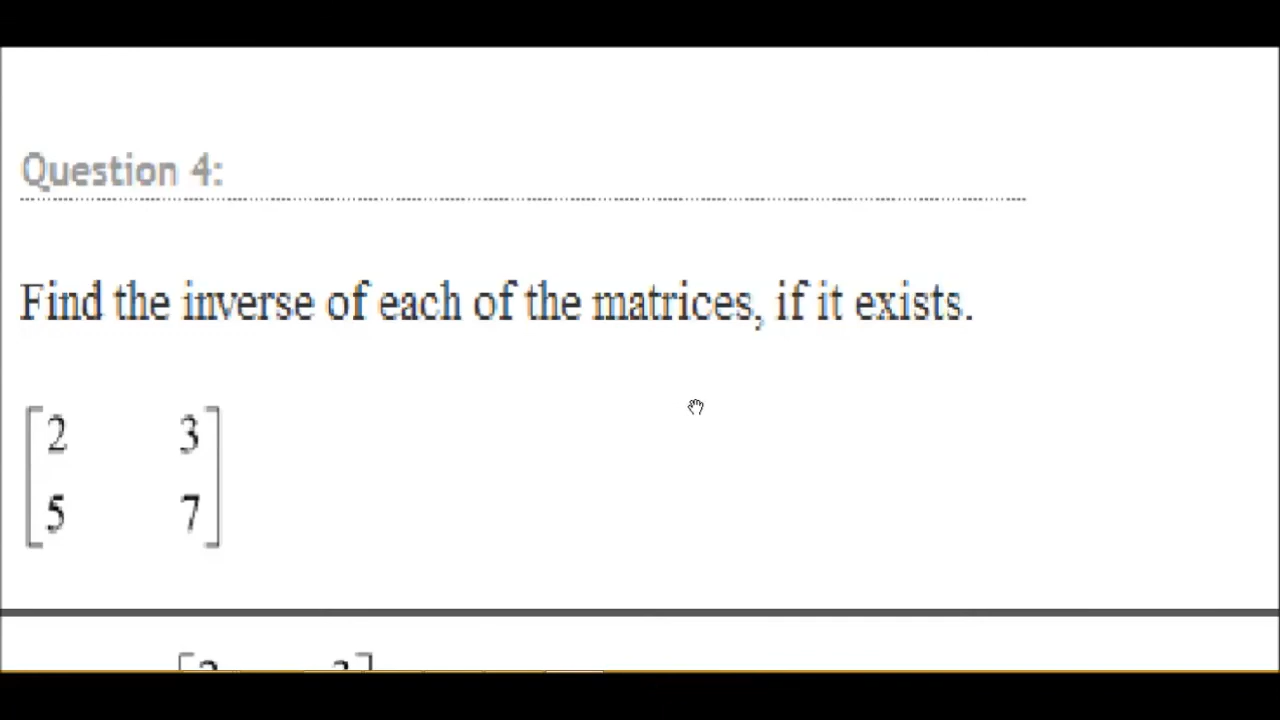 Question 4:
Find the inverse of each of the matrices, if it exists.
2 3
5 7